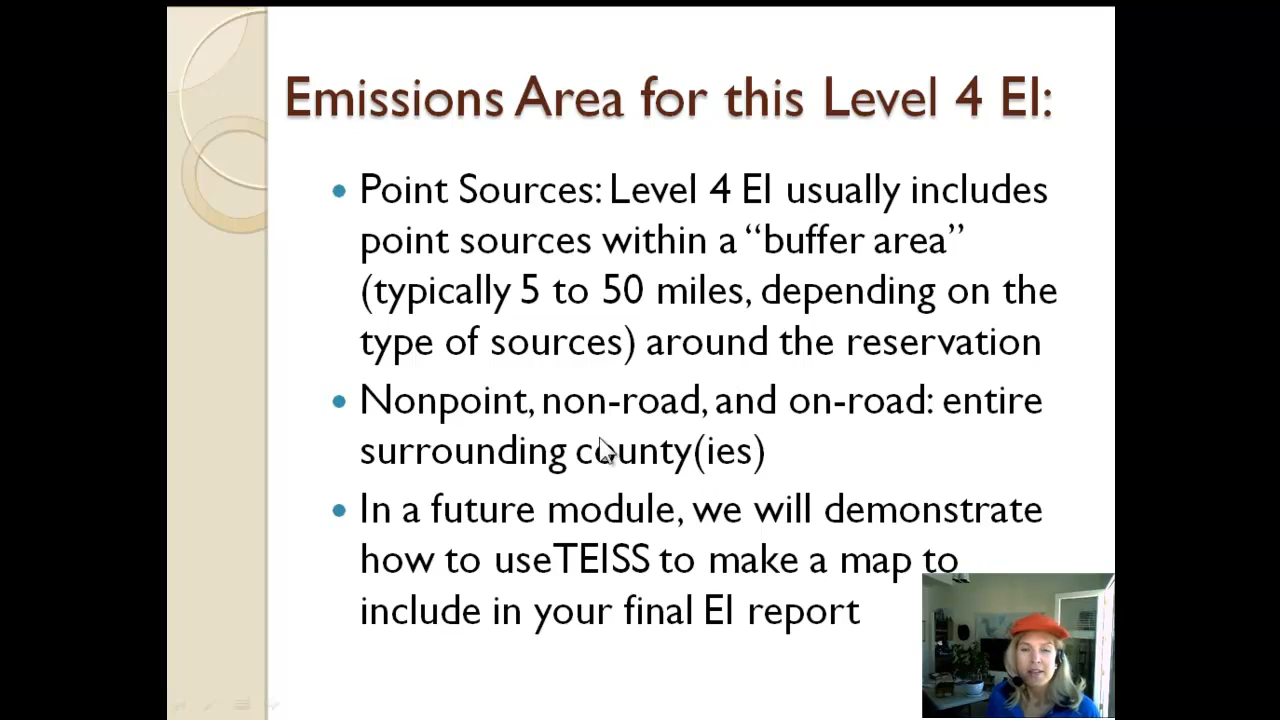 Emissions Area for this Level 4 EI:
Point Sources: Level 4 EI usually includes
point sources within a “buffer area”
(typically 5 to 50 miles, depending on the
type of sources) around the reservation
Nonpoint, non-road, and on-road: entire
surrounding county(ies)
In a future module, we will demonstrate
how to use TEISS to make a map to
include in your final EI report